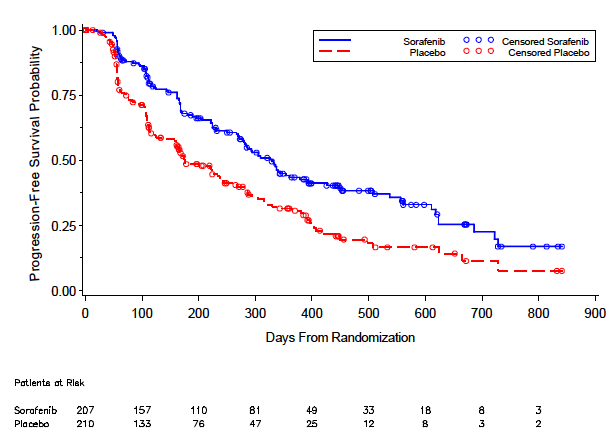 Progression-Free Survival Probability
1.00
0.75
0.50
0.25
0.00
Sorafenib Censored Sorafenib
Placebo Censored Placebo
0 100 200 300 400 500 600 700 800 900
Days From Randomization
Patients at Risk
Sorafenib 207 157 110 81 49 33 18 8 3
Placebo 210 133 76 47 25 12 8 3 2